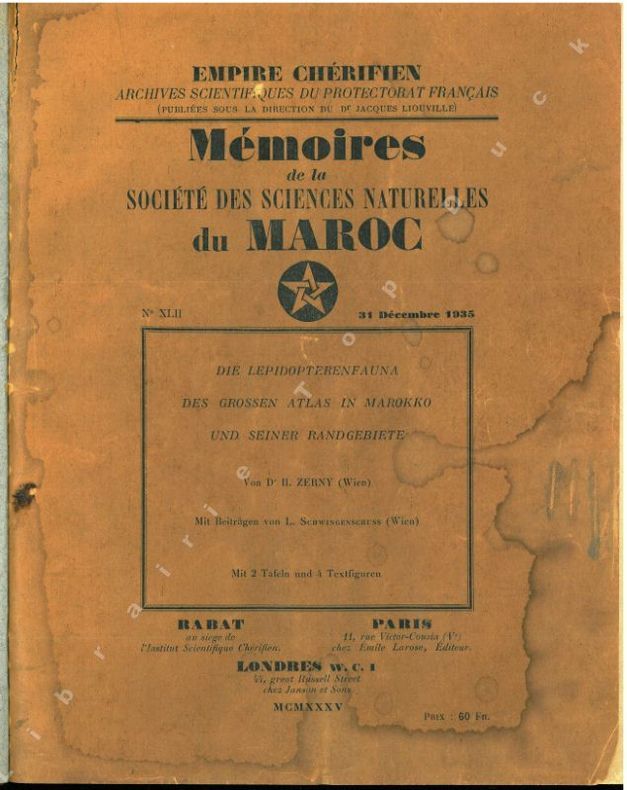 EMPIRE CHÉRIFIEN
ARCHIVES SCIENTIFIQUES DU PROTECTORAT FRANÇAIS
(PUBLIÉES SOUS LA DIRECTION DU Dr JACQUES LIOUVILLE)
Mémoires
de la
SOCIÉTÉ DES SCIENCES NATURELLES
du MAROC
No XLII
31 Décembre 1935
DIE LEPIDOPTERENFAUNA
DES GROSSEN ATLAS IN MAROKKO
UND SEINER RANDGEBIETE
Von Dr H. ZERNY (Wien)
Mit Beiträgen von L. SCHWINGENSCHUSS (Wien)
Mit 2 Tafeln und 4 Textfiguren
RABAT
au siège de
l'Institut Scientifique Chérifien.
PARIS
11, rue Victor-Cousin (Ve)
chez Emile Larose, Éditeur.
LONDRES W. C. 1
great Russell Street
chez Janson et Sons
MCMXXXV
PRIX : 60 FR.
Librairie Topbuck